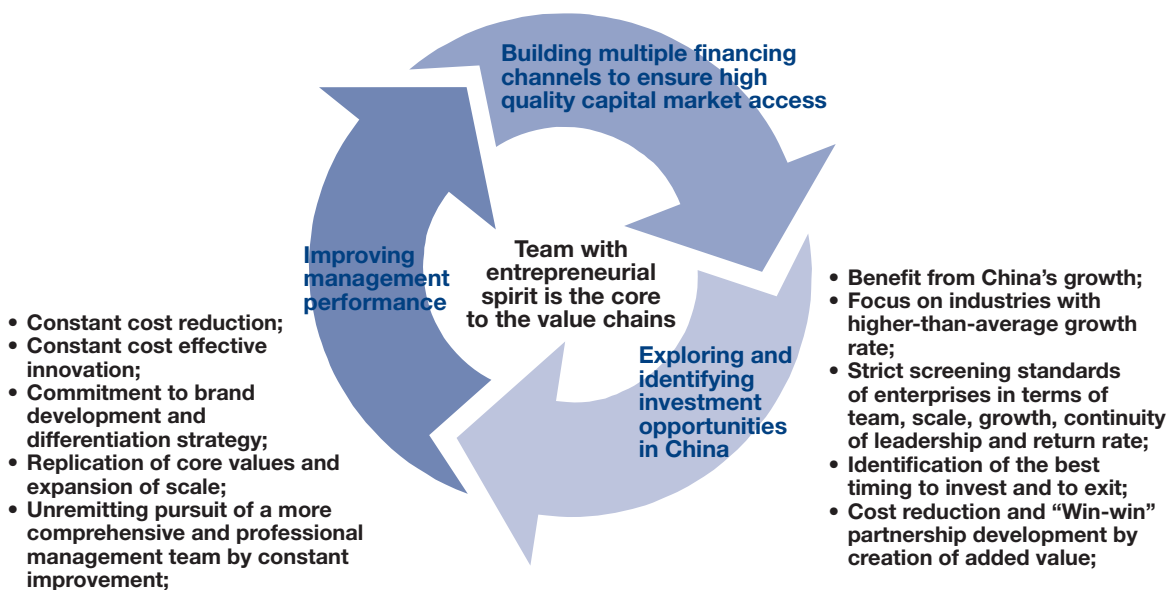 Building multiple financing
channels to ensure high
quality capital market access
Improving
management
performance
Team with
entrepreneurial
spirit is the core
to the value chains
Exploring and
identifying
investment
opportunities
in China
• Constant cost reduction;
• Constant cost effective
innovation;
• Commitment to brand
development and
differentiation strategy;
• Replication of core values and
expansion of scale;
• Unremitting pursuit of a more
comprehensive and professional
management team by constant
improvement;
• Benefit from China’s growth;
• Focus on industries with
higher-than-average growth
rate;
• Strict screening standards
of enterprises in terms of
team, scale, growth, continuity
of leadership and return rate;
• Identification of the best
timing to invest and to exit;
• Cost reduction and “Win-win”
partnership development by
creation of added value;